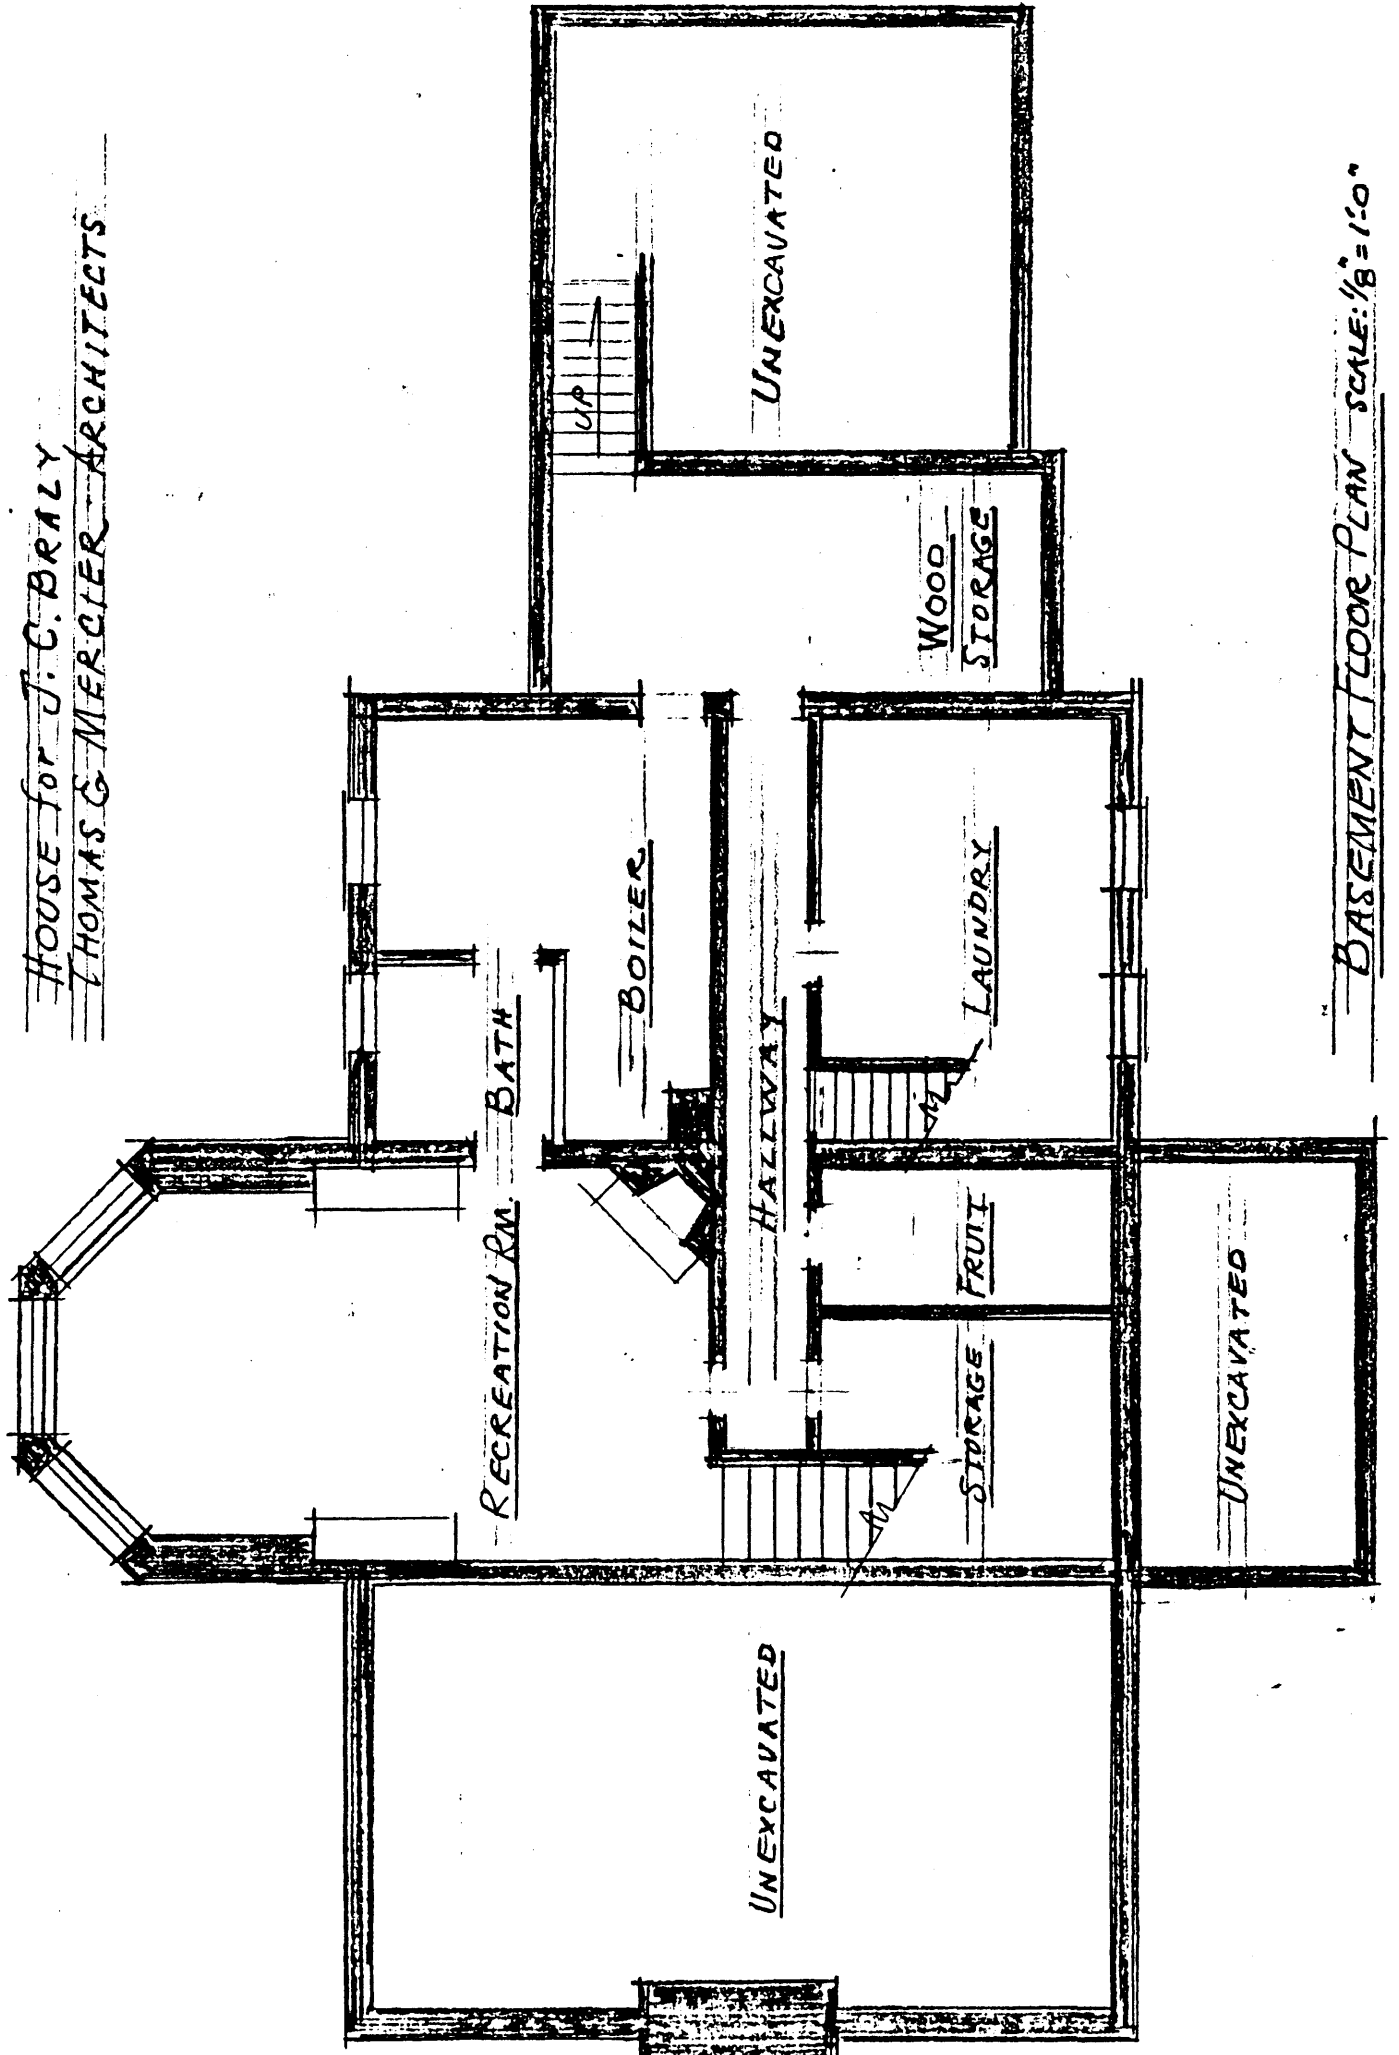 HOUSE for J. C. BRALY
THOMAS & MERCIER - ARCHITECTS
UNEXCAVATED
UP
WOOD
STORAGE
BOILER
BATH
RECREATION RM.
HALLWAY
LAUNDRY
STORAGE FRUIT
UNEXCAVATED
UNEXCAVATED
BASEMENT FLOOR PLAN SCALE: 1/8" = 1'-0"